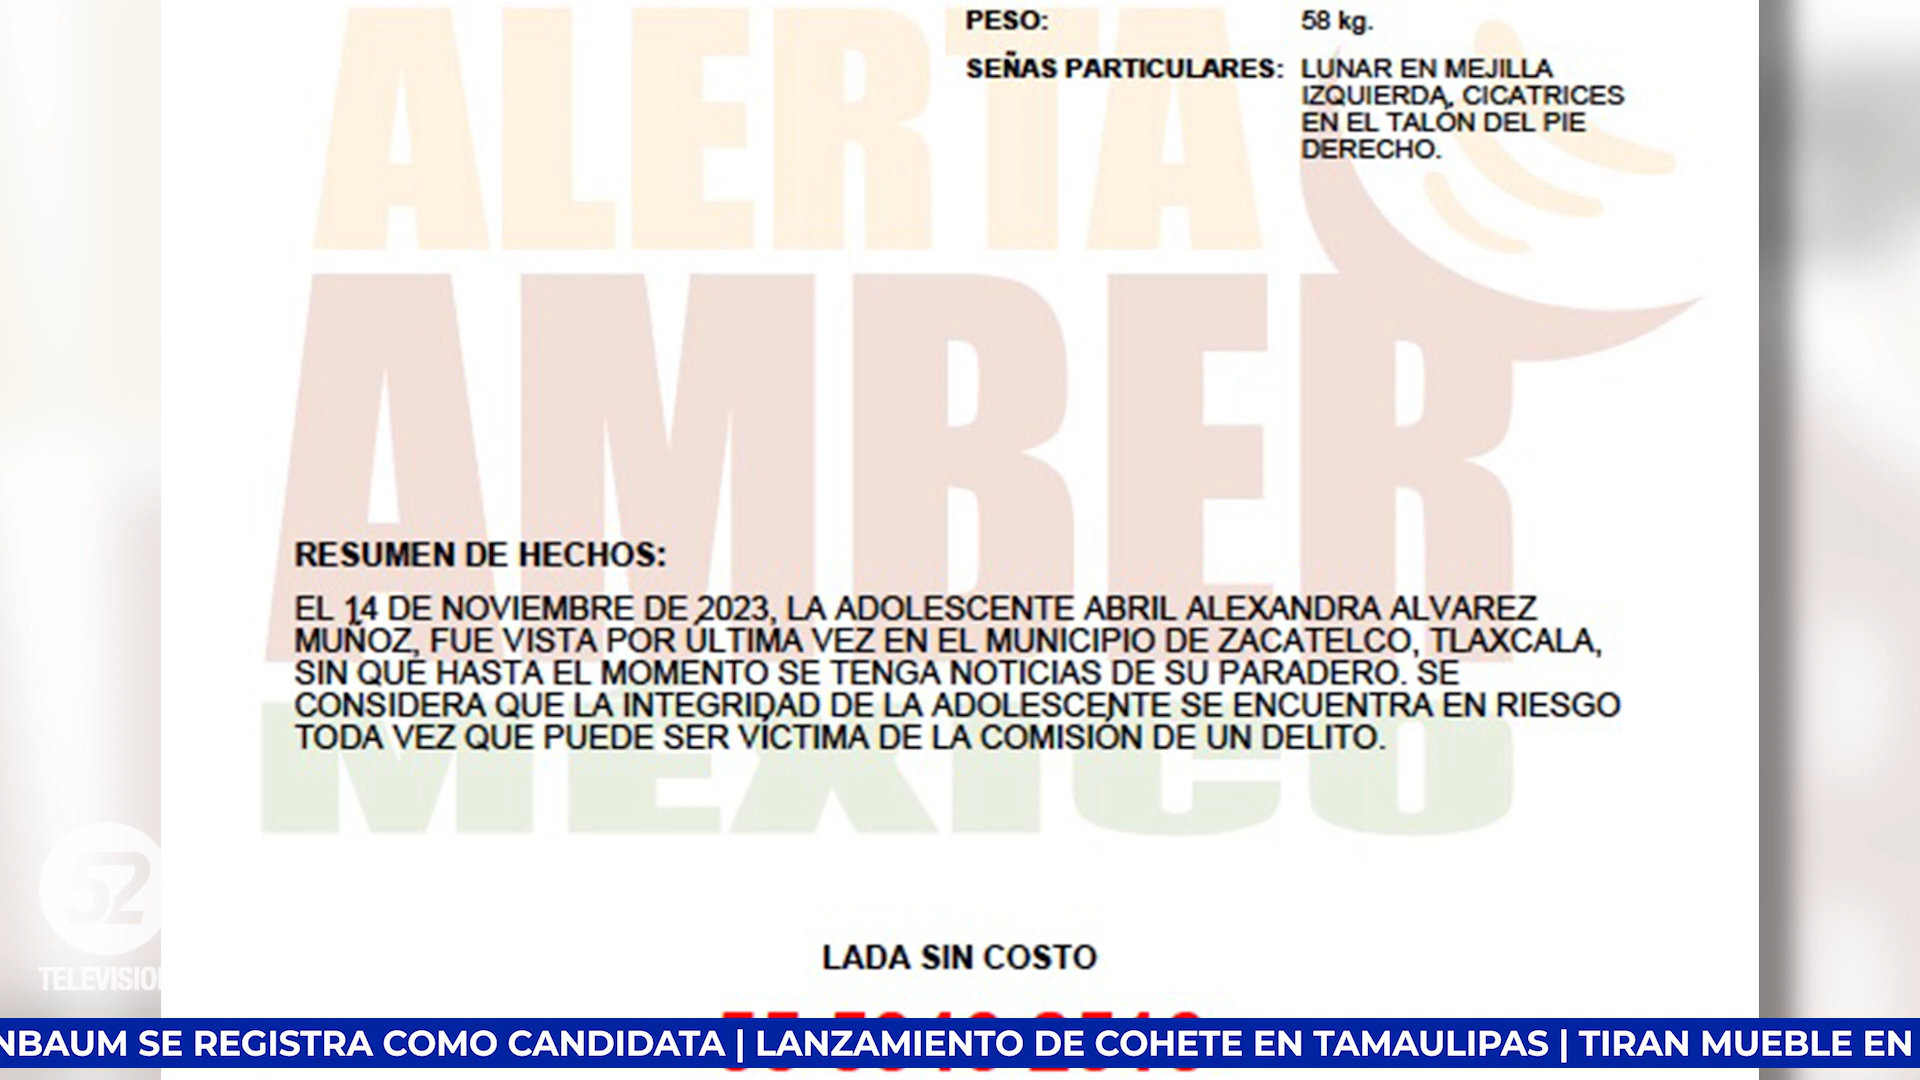 ALERTA
AMBER
MÉXICO
PESO: 58 kg.
SEÑAS PARTICULARES: LUNAR EN MEJILLA
IZQUIERDA, CICATRICES
EN EL TALÓN DEL PIE
DERECHO.
RESUMEN DE HECHOS:
EL 14 DE NOVIEMBRE DE 2023, LA ADOLESCENTE ABRIL ALEXANDRA ALVAREZ
MUÑOZ, FUE VISTA POR ÚLTIMA VEZ EN EL MUNICIPIO DE ZACATELCO, TLAXCALA,
SIN QUE HASTA EL MOMENTO SE TENGA NOTICIAS DE SU PARADERO. SE
CONSIDERA QUE LA INTEGRIDAD DE LA ADOLESCENTE SE ENCUENTRA EN RIESGO
TODA VEZ QUE PUEDE SER VÍCTIMA DE LA COMISIÓN DE UN DELITO.
52
TELEVISIO
LADA SIN COSTO
NBAUM SE REGISTRA COMO CANDIDATA | LANZAMIENTO DE COHETE EN TAMAULIPAS | TIRAN MUEBLE EN